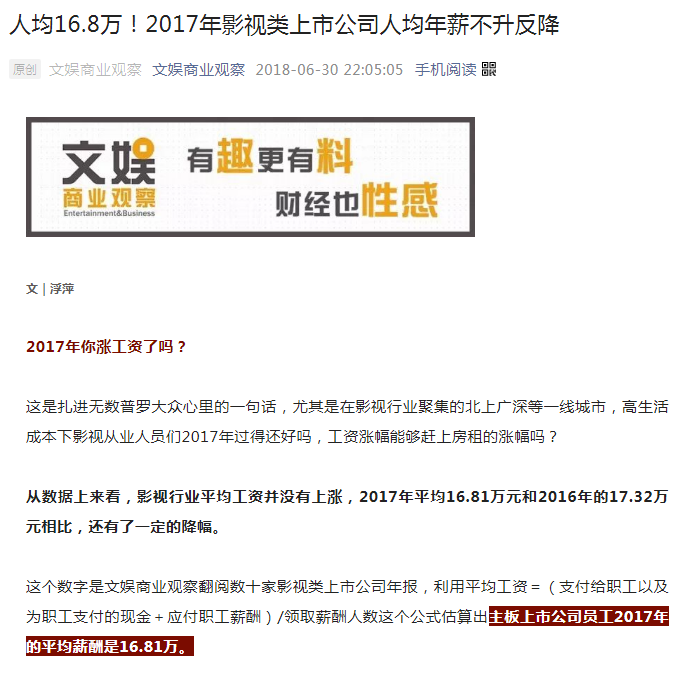 人均16.8万！2017年影视类上市公司人均年薪不升反降
原创 文娱商业观察 文娱商业观察 2018-06-30 22:05:05 手机阅读
文娱
商业观察
Entertainment&Business
有趣更有料
财经也性感
文 | 浮萍
2017年你涨工资了吗？
这是扎进无数普罗大众心里的一句话，尤其是在影视行业聚集的北上广深等一线城市，高生活
成本下影视从业人员们2017年过得还好吗，工资涨幅能够赶上房租的涨幅吗？
从数据上来看，影视行业平均工资并没有上涨，2017年平均16.81万元和2016年的17.32万
元相比，还有了一定的降幅。
这个数字是文娱商业观察翻阅数十家影视类上市公司年报，利用平均工资＝（支付给职工以及
为职工支付的现金＋应付职工薪酬）/领取薪酬人数这个公式估算出主板上市公司员工2017年
的平均薪酬是16.81万。